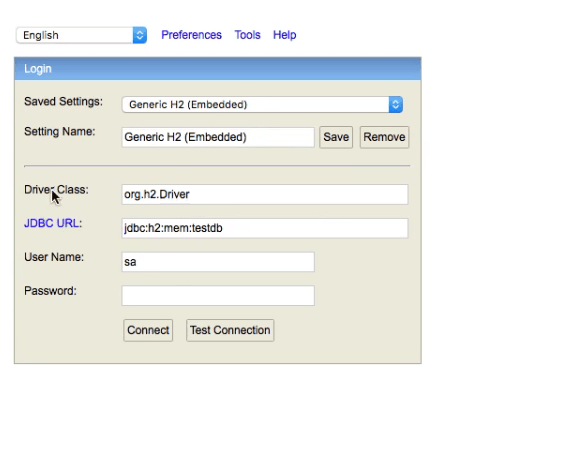 English Preferences Tools Help
Login
Saved Settings: Generic H2 (Embedded)
Setting Name: Generic H2 (Embedded) Save Remove
Driver Class: org.h2.Driver
JDBC URL: jdbc:h2:mem:testdb
User Name: sa
Password:
Connect Test Connection